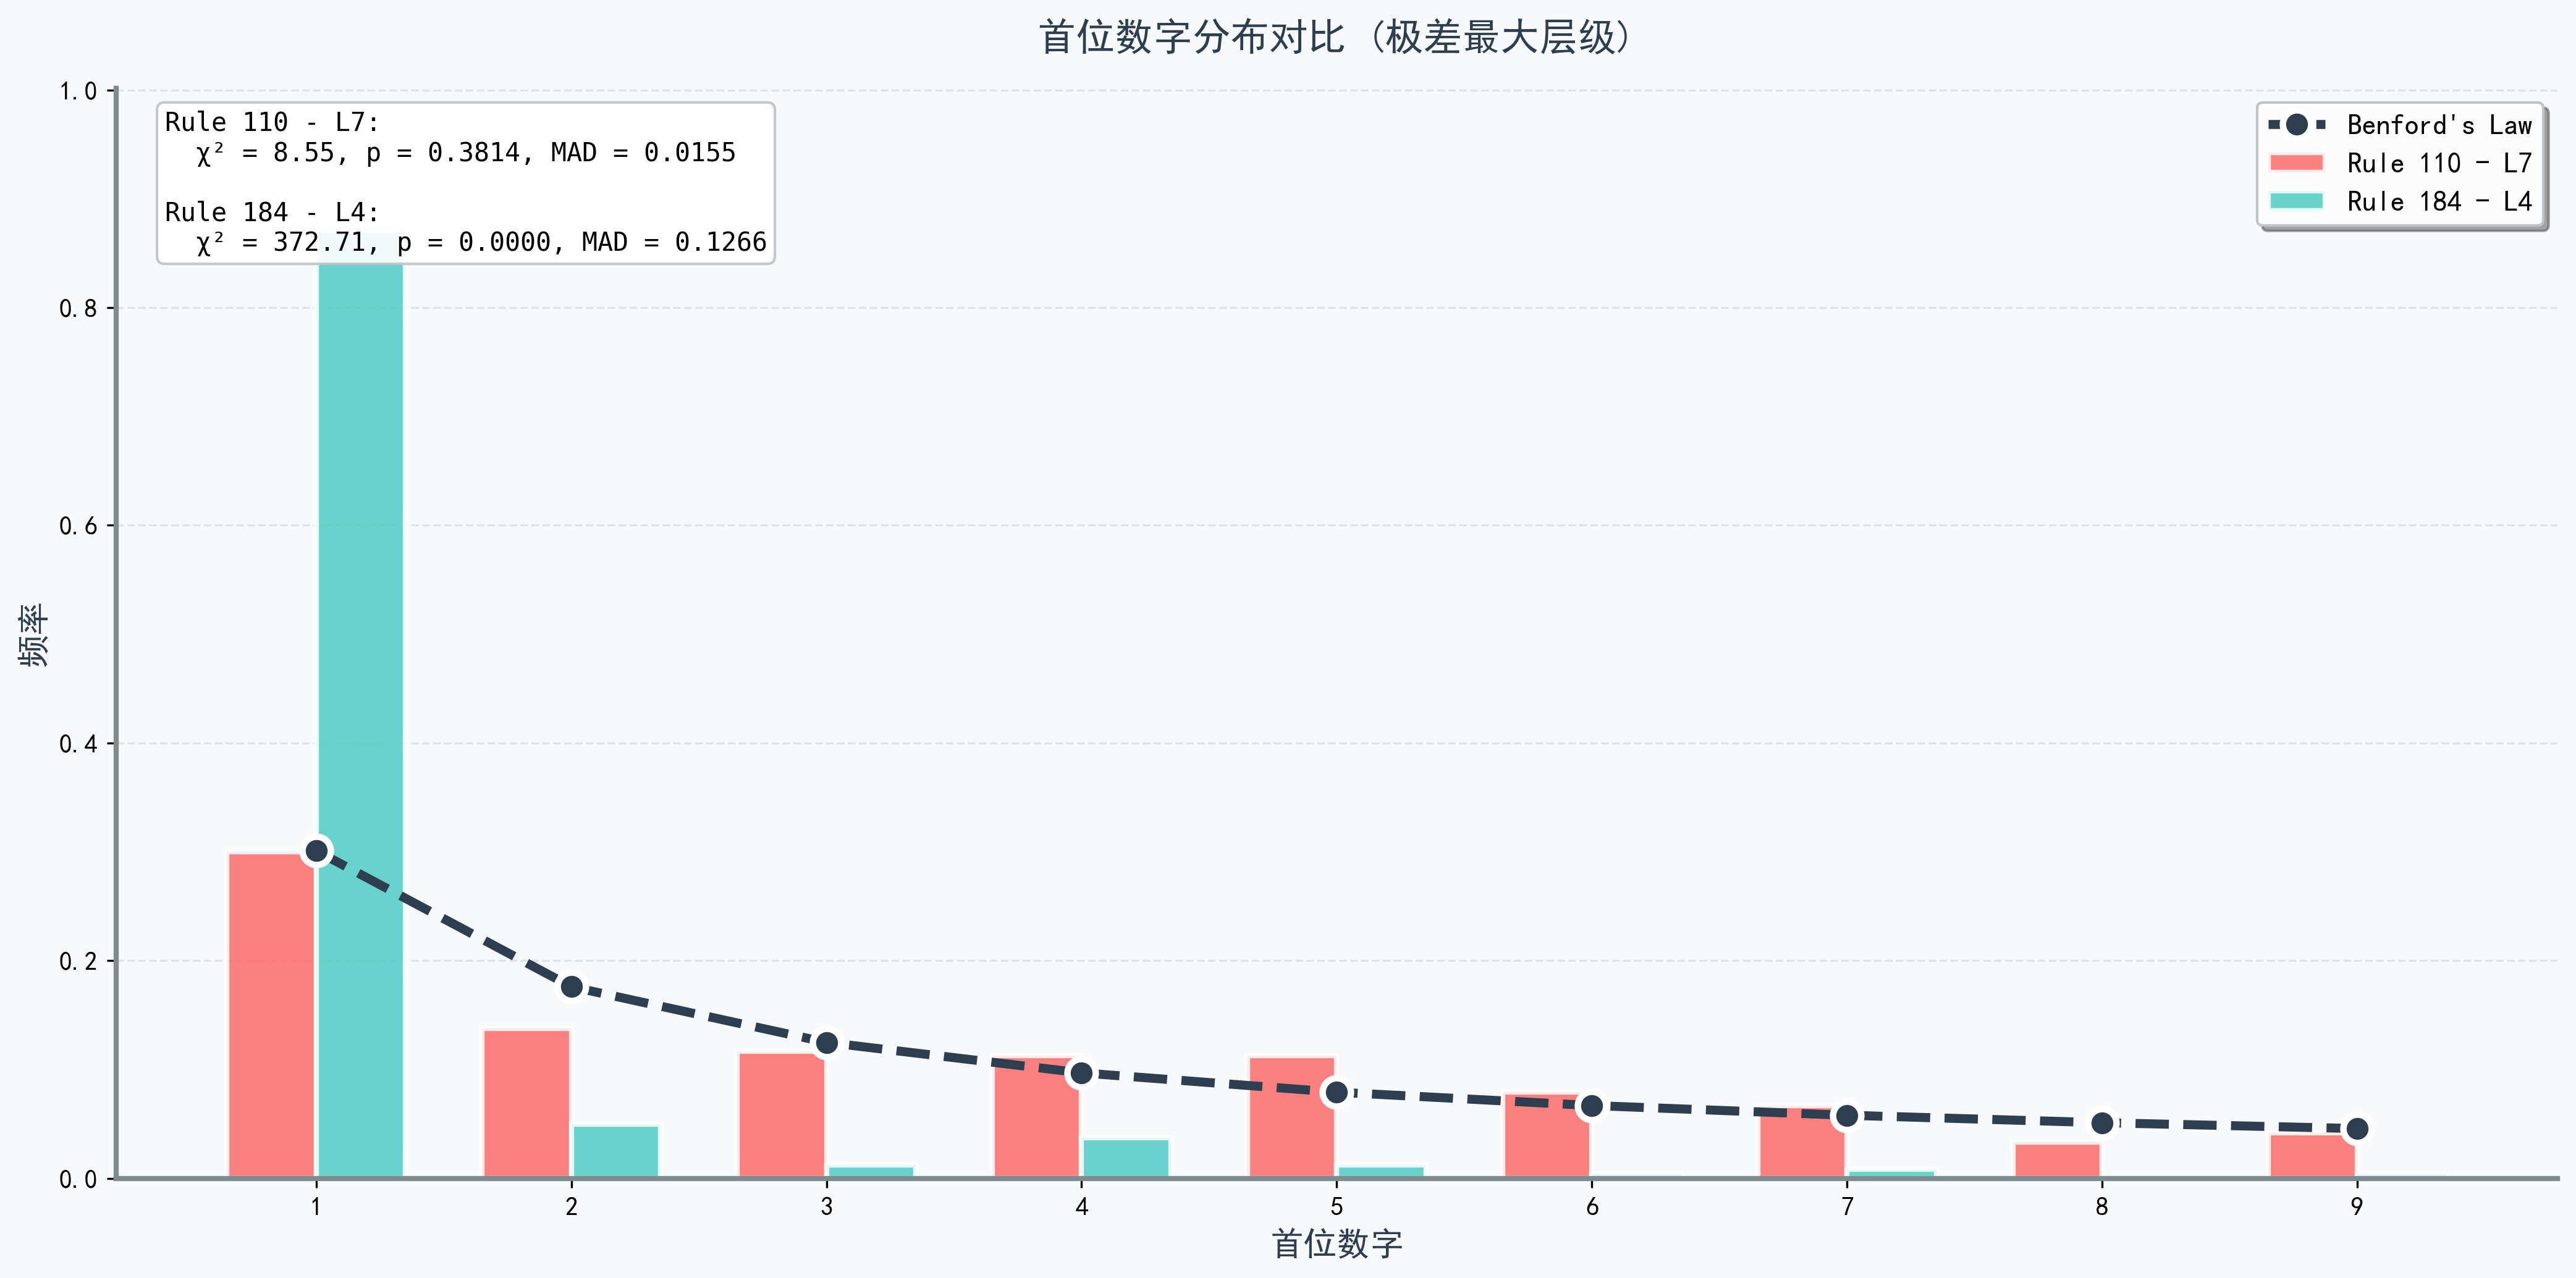 首位数字分布对比 (极差最大层级)
1.0
0.8
0.6
0.4
0.2
0.0
频率
Rule 110 - L7:
χ² = 8.55, p = 0.3814, MAD = 0.0155
Rule 184 - L4:
χ² = 372.71, p = 0.0000, MAD = 0.1266
Benford's Law
Rule 110 - L7
Rule 184 - L4
1 2 3 4 5 6 7 8 9
首位数字